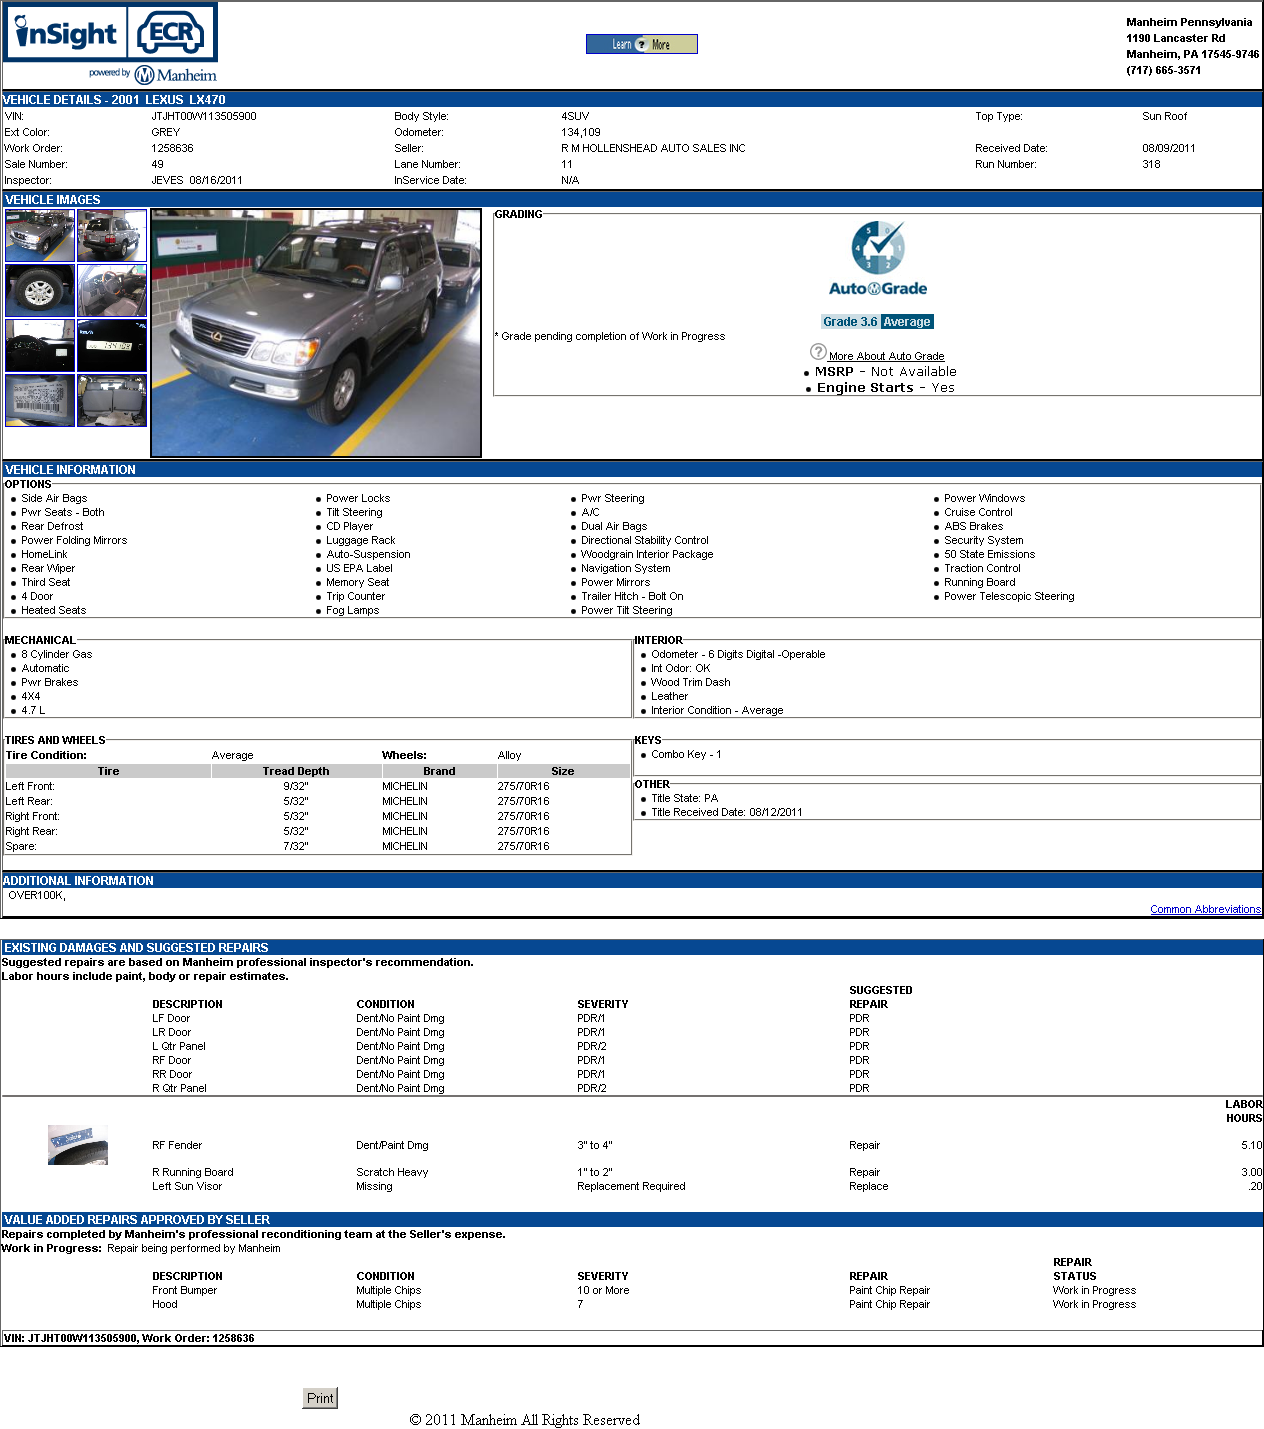 inSight ECR
powered by Manheim
Learn ? More
Manheim Pennsylvania
1190 Lancaster Rd
Manheim, PA 17545-9746
(717) 665-3571
VEHICLE DETAILS - 2001 LEXUS LX470
VIN: JTJHT00W113505900 Body Style: 4SUV Top Type: Sun Roof
Ext Color: GREY Odometer: 134,109
Work Order: 1258636 Seller: R M HOLLENSHEAD AUTO SALES INC Received Date: 08/09/2011
Sale Number: 49 Lane Number: 11 Run Number: 318
Inspector: JEVES 08/16/2011 InService Date: N/A
VEHICLE IMAGES
GRADING
AutoGrade
Grade 3.6 Average
* Grade pending completion of Work in Progress
? More About Auto Grade
• MSRP - Not Available
• Engine Starts - Yes
VEHICLE INFORMATION
OPTIONS
• Side Air Bags • Power Locks • Pwr Steering • Power Windows
• Pwr Seats - Both • Tilt Steering • A/C • Cruise Control
• Rear Defrost • CD Player • Dual Air Bags • ABS Brakes
• Power Folding Mirrors • Luggage Rack • Directional Stability Control • Security System
• HomeLink • Auto-Suspension • Woodgrain Interior Package • 50 State Emissions
• Rear Wiper • US EPA Label • Navigation System • Traction Control
• Third Seat • Memory Seat • Power Mirrors • Running Board
• 4 Door • Trip Counter • Trailer Hitch - Bolt On • Power Telescopic Steering
• Heated Seats • Fog Lamps • Power Tilt Steering
MECHANICAL
• 8 Cylinder Gas
• Automatic
• Pwr Brakes
• 4X4
• 4.7 L
INTERIOR
• Odometer - 6 Digits Digital -Operable
• Int Odor: OK
• Wood Trim Dash
• Leather
• Interior Condition - Average
TIRES AND WHEELS
Tire Condition: Average Wheels: Alloy
Tire Tread Depth Brand Size
Left Front: 9/32" MICHELIN 275/70R16
Left Rear: 5/32" MICHELIN 275/70R16
Right Front: 5/32" MICHELIN 275/70R16
Right Rear: 5/32" MICHELIN 275/70R16
Spare: 7/32" MICHELIN 275/70R16
KEYS
• Combo Key - 1
OTHER
• Title State: PA
• Title Received Date: 08/12/2011
ADDITIONAL INFORMATION
OVER100K,
Common Abbreviations
EXISTING DAMAGES AND SUGGESTED REPAIRS
Suggested repairs are based on Manheim professional inspector's recommendation.
Labor hours include paint, body or repair estimates.
DESCRIPTION CONDITION SEVERITY SUGGESTED REPAIR
LF Door Dent/No Paint Dmg PDR/1 PDR
LR Door Dent/No Paint Dmg PDR/1 PDR
L Qtr Panel Dent/No Paint Dmg PDR/2 PDR
RF Door Dent/No Paint Dmg PDR/1 PDR
RR Door Dent/No Paint Dmg PDR/1 PDR
R Qtr Panel Dent/No Paint Dmg PDR/2 PDR
LABOR
HOURS
RF Fender Dent/Paint Dmg 3" to 4" Repair 5.10
R Running Board Scratch Heavy 1" to 2" Repair 3.00
Left Sun Visor Missing Replacement Required Replace .20
VALUE ADDED REPAIRS APPROVED BY SELLER
Repairs completed by Manheim's professional reconditioning team at the Seller's expense.
Work in Progress: Repair being performed by Manheim
DESCRIPTION CONDITION SEVERITY REPAIR REPAIR STATUS
Front Bumper Multiple Chips 10 or More Paint Chip Repair Work in Progress
Hood Multiple Chips 7 Paint Chip Repair Work in Progress
VIN: JTJHT00W113505900, Work Order: 1258636
Print
© 2011 Manheim All Rights Reserved